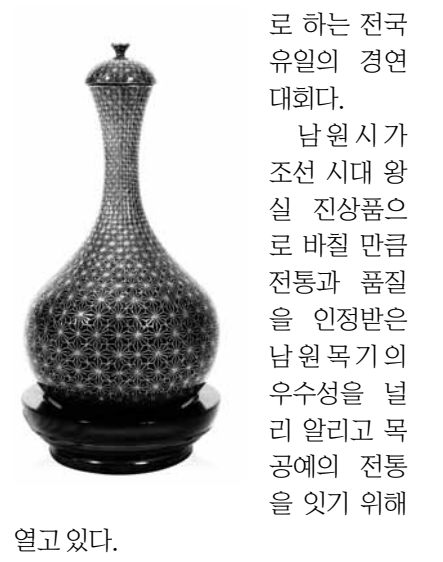 로 하는 전국
유일의 경연
대회다.
남원시가
조선 시대 왕
실 진상품으
로 바칠 만큼
전통과 품질
을 인정받은
남원목기의
우수성을 널
리 알리고 목
공예의 전통
을 잇기 위해
열고 있다.